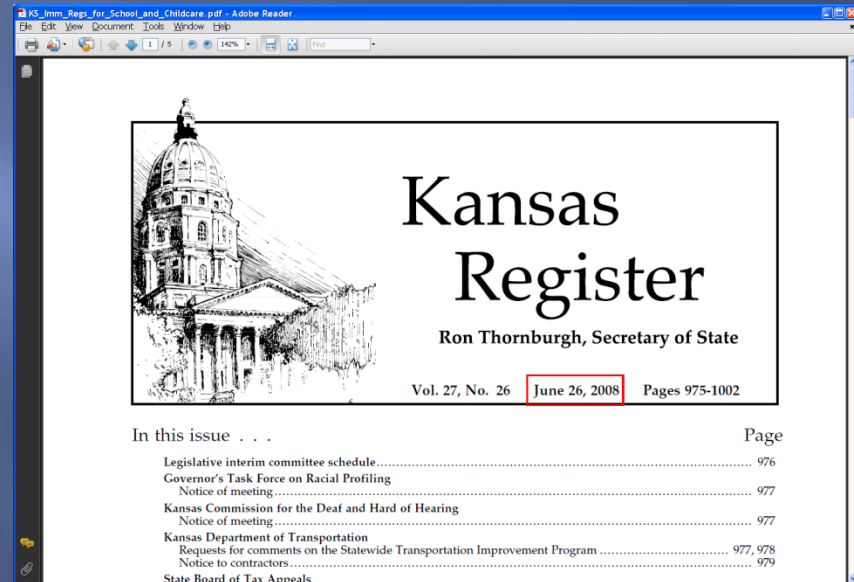 KS_Imm_Regs_for_School_and_Childcare.pdf - Adobe Reader
File Edit View Document Tools Window Help
1 / 5 142% Find
Kansas
Register
Ron Thornburgh, Secretary of State
Vol. 27, No. 26 June 26, 2008 Pages 975-1002
In this issue . . . Page
Legislative interim committee schedule 976
Governor's Task Force on Racial Profiling
Notice of meeting 977
Kansas Commission for the Deaf and Hard of Hearing
Notice of meeting 977
Kansas Department of Transportation
Requests for comments on the Statewide Transportation Improvement Program 977, 978
Notice to contractors 979
State Board of Tax Appeals